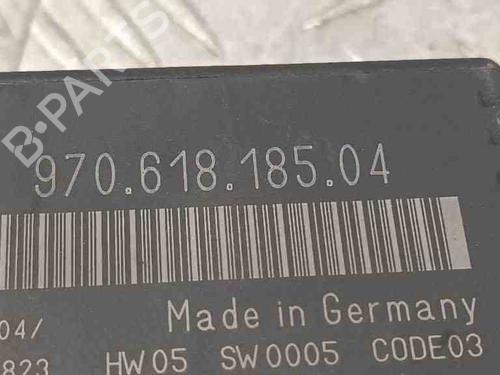 B-PARTS
970.618.185.04
Made in Germany
04/
823 HW05 SW0005 CODE03